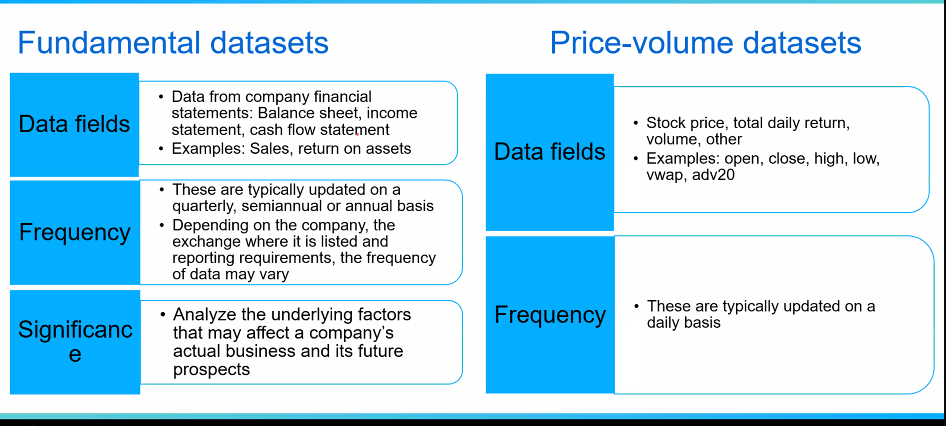 Fundamental datasets
Data fields
• Data from company financial
statements: Balance sheet, income
statement, cash flow statement
• Examples: Sales, return on assets
Frequency
• These are typically updated on a
quarterly, semiannual or annual basis
• Depending on the company, the
exchange where it is listed and
reporting requirements, the frequency
of data may vary
Significanc
e
• Analyze the underlying factors
that may affect a company's
actual business and its future
prospects
Price-volume datasets
Data fields
• Stock price, total daily return,
volume, other
• Examples: open, close, high, low,
vwap, adv20
Frequency
• These are typically updated on a
daily basis